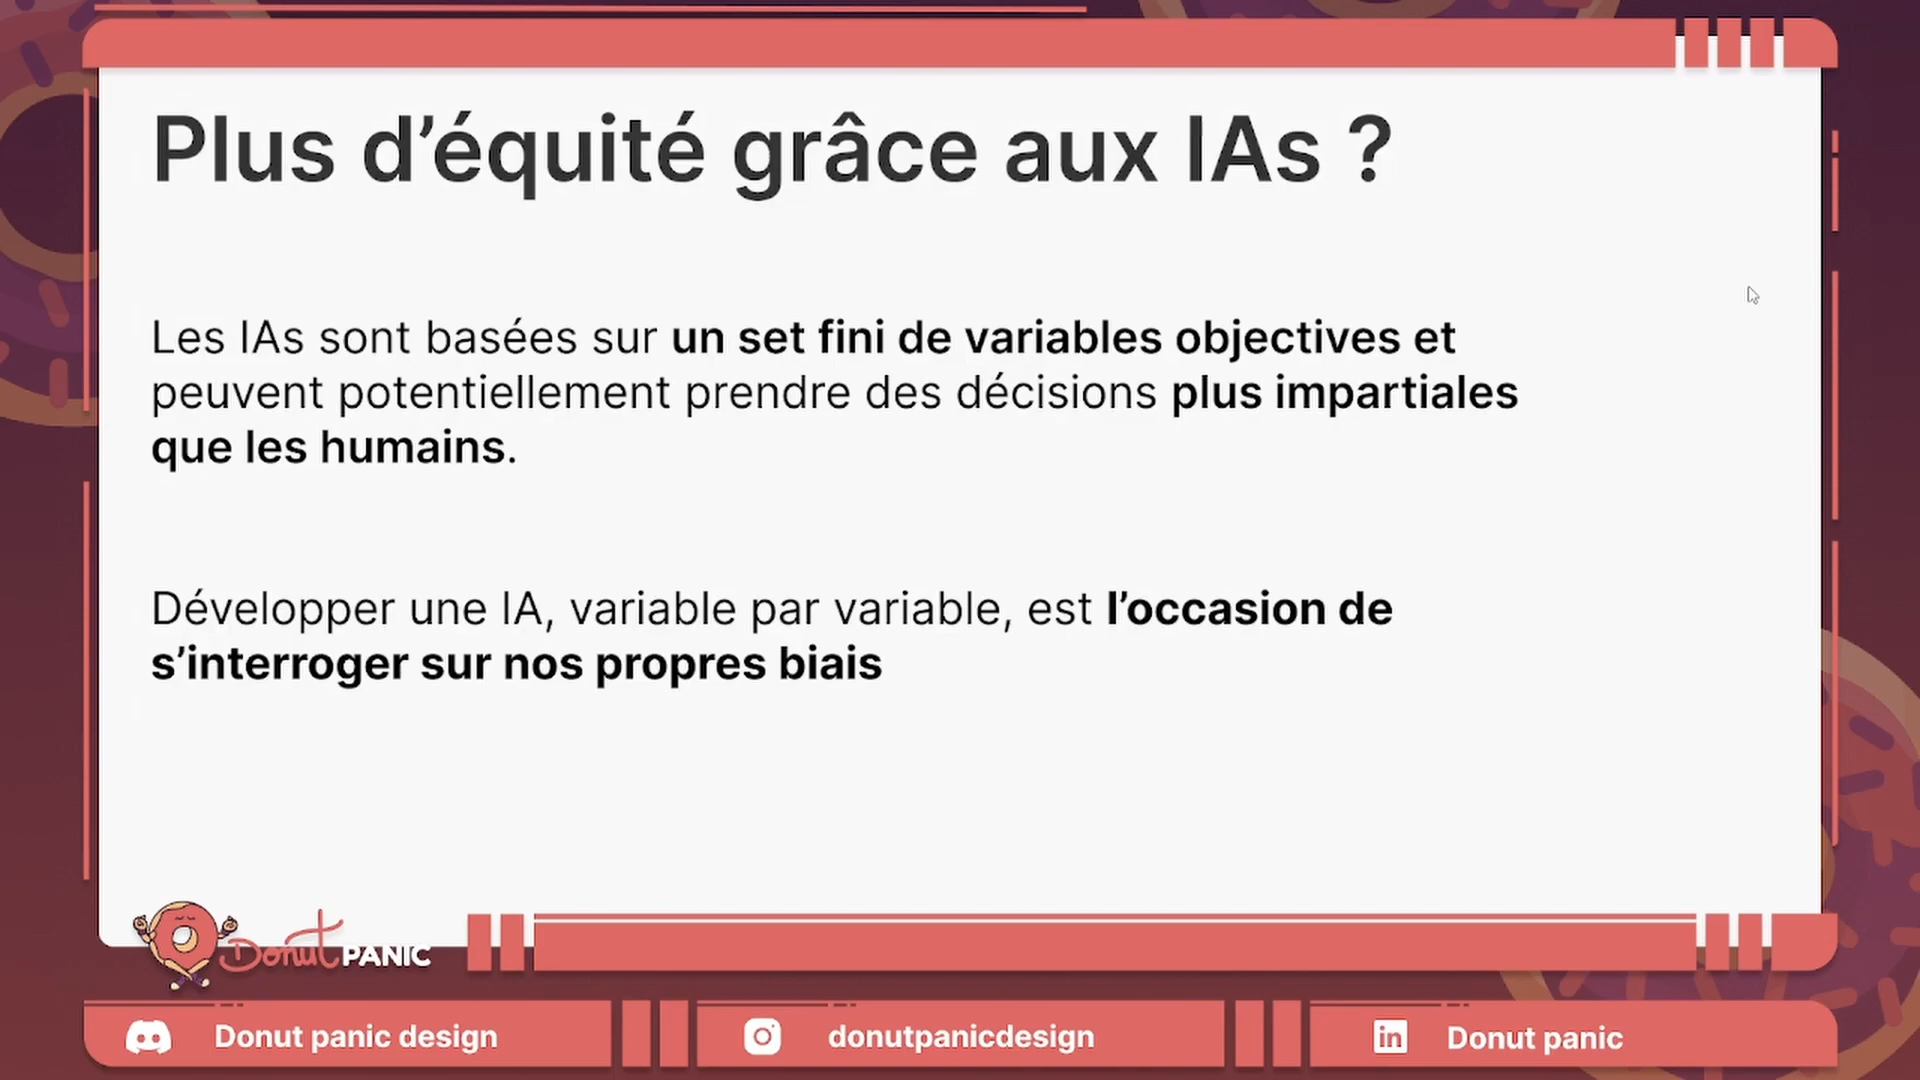 Plus d’équité grâce aux IAs ?
Les IAs sont basées sur un set fini de variables objectives et
peuvent potentiellement prendre des décisions plus impartiales
que les humains.
Développer une IA, variable par variable, est l’occasion de
s’interroger sur nos propres biais
Donut PANIC
Donut panic design
donutpanicdesign
in Donut panic